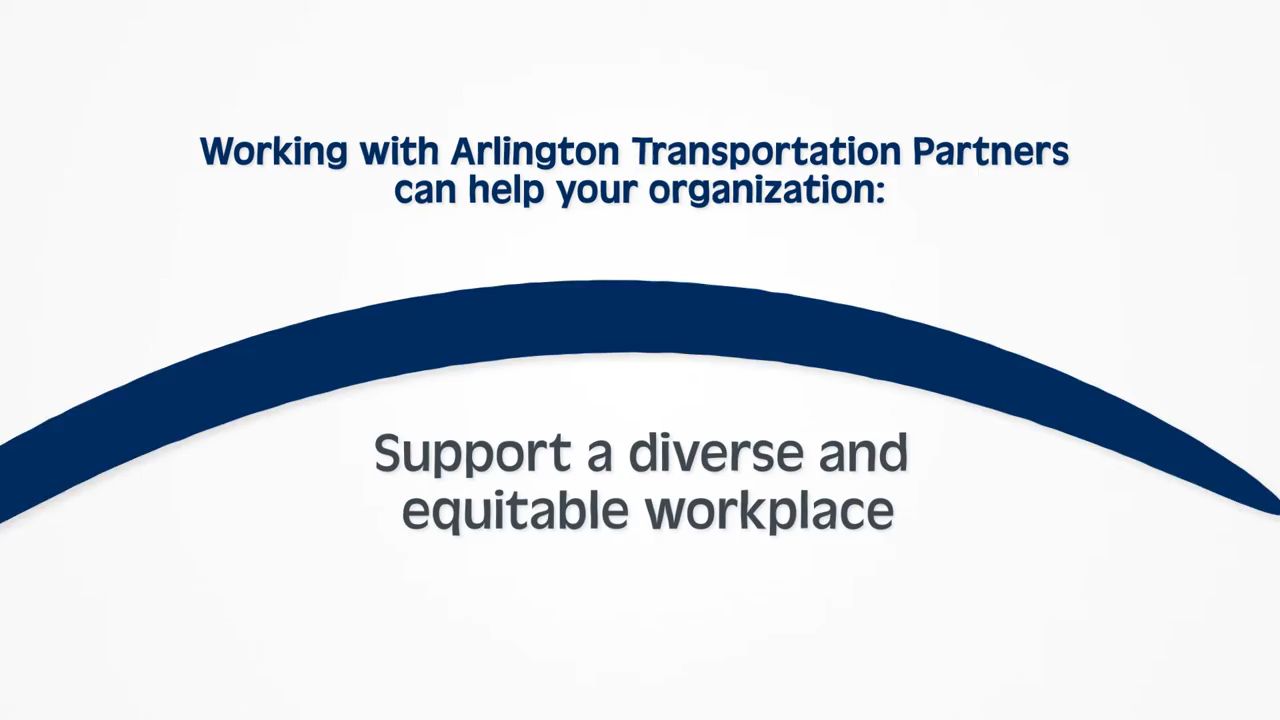 Working with Arlington Transportation Partners
can help your organization:
Support a diverse and
equitable workplace